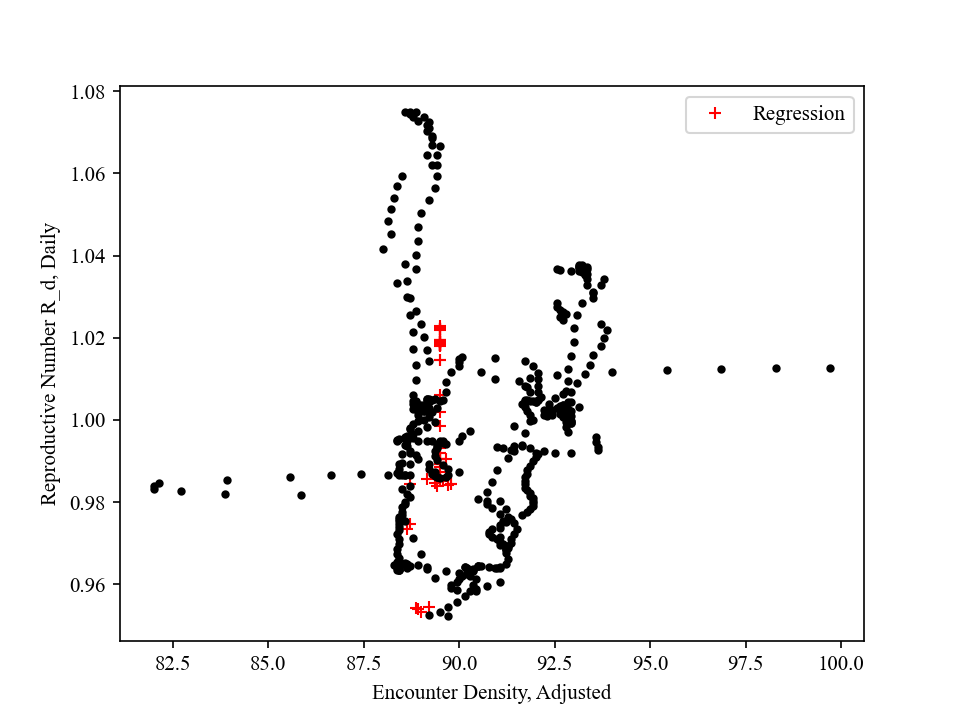 1.08
1.06
1.04
1.02
1.00
0.98
0.96
Reproductive Number R_d, Daily
Regression
82.5 85.0 87.5 90.0 92.5 95.0 97.5 100.0
Encounter Density, Adjusted